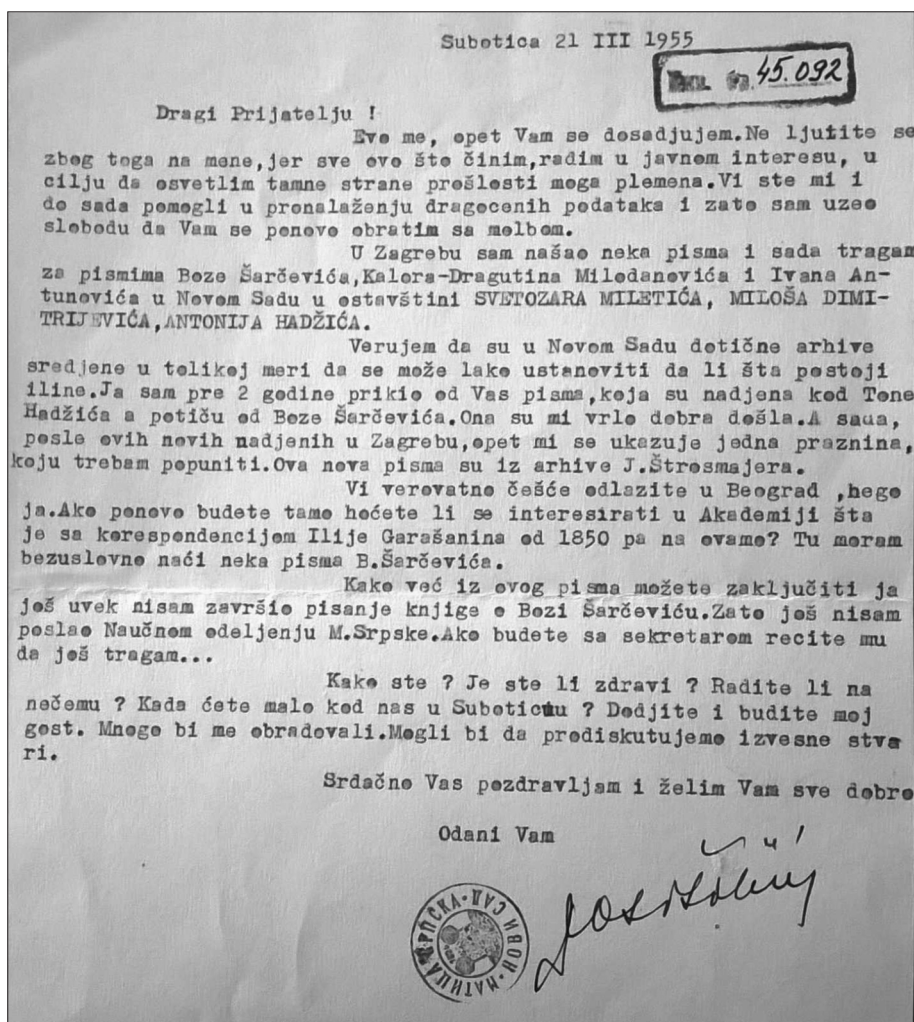 Subotica 21 III 1955
45.092
Dragi Prijatelju !
Evo me, opet Vam se dosadjujem.Ne ljutite se
zbog toga na mene,jer sve ovo što činim,radim u javnom interesu, u
cilju da osvetlim tamne strane prošlosti moga plemena.Vi ste mi i
do sada pomogli u pronalaženju dragocenih podataka i zato sam uzeo
slobodu da Vam se ponovo obratim sa molbom.
U Zagrebu sam našao neka pisma i sada tragam
za pismima Boze Šarčevića,Kalora-Dragutina Milodanovića i Ivana An-
tunovića u Novom Sadu u ostavštini SVETOZARA MILETIĆA, MILOŠA DIMI-
TRIJEVIĆA,ANTONIJA HADŽIĆA.
Verujem da su u Novom Sadu dotične arhive
sredjene u tolikoj meri da se može lako ustanoviti da li šta postoji
iline.Ja sam pre 2 godine prikio od Vas pisma,koja su nadjena kod Tone
Hadžića a potiču od Boze Šarčevića.Ona su mi vrlo dobra došla.A sada,
posle ovih novih nadjenih u Zagrebu,opet mi se ukazuje jedna praznina,
koju trebam popuniti.Ova nova pisma su iz arhive J.Štrosmajera.
Vi verovatno češće odlazite u Beograd ,hego
ja.Ako ponovo budete tamo hoćete li se interesirati u Akademiji šta
je sa korespondencijom Ilije Garašanina od 1850 pa na ovamo? Tu moram
bezuslovno naći neka pisma B.Šarčevića.
Kako već iz ovog pisma možete zaključiti ja
još uvek nisam završio pisanje knjige o Bozi Šarčeviću.Zato još nisam
poslao Naučnom odeljenju M.Srpske.Ako budete sa sekretarom recite mu
da još tragam...
Kako ste ? Je ste li zdravi ? Radite li na
nečemu ? Kada ćete malo kod nas u Suboticu ? Dodjite i budite moj
gost. Mnogo bi me obradovali.Mogli bi da prodiskutujemo izvesne stva
ri.
Srdačno Vas pozdravljam i želim Vam sve dobro
Odani Vam
МАТИЦА СРПСКА·НОВИ САД·